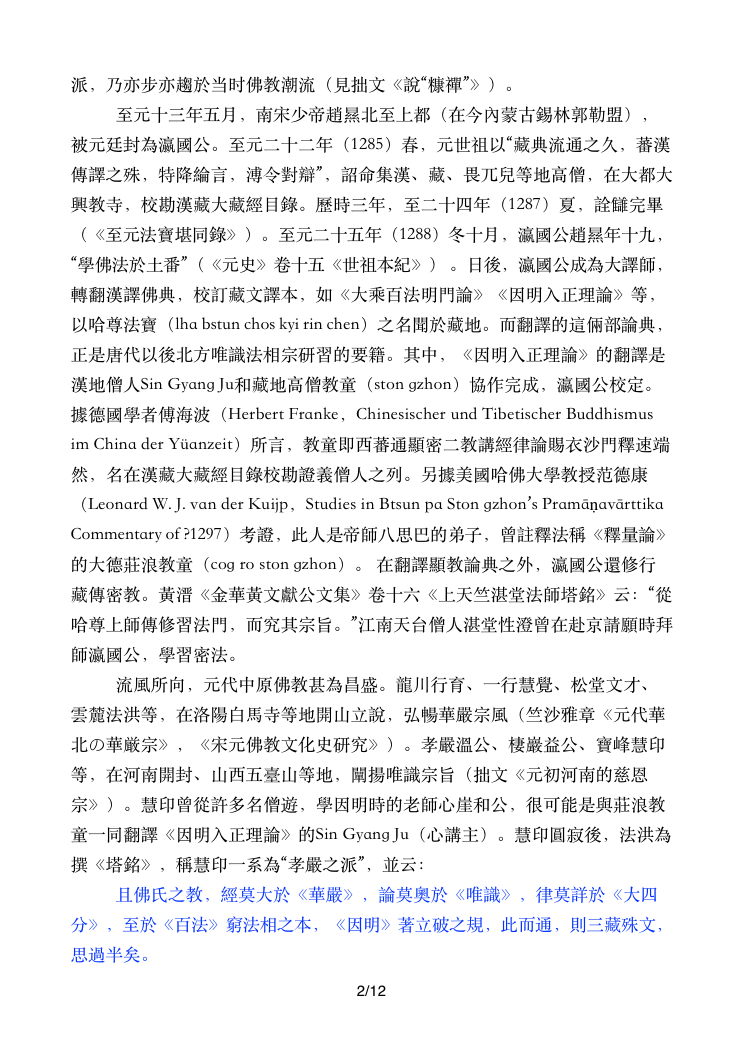 派，乃亦步亦趨於当时佛教潮流（見拙文《說“糠禪”》）。
至元十三年五月，南宋少帝趙㬎北至上都（在今內蒙古錫林郭勒盟），
被元廷封為瀛國公。至元二十二年（1285）春，元世祖以“藏典流通之久，蕃漢
傳譯之殊，特降綸言，溥令對辯”，詔命集漢、藏、畏兀兒等地高僧，在大都大
興教寺，校勘漢藏大藏經目錄。歷時三年，至二十四年（1287）夏，詮讎完畢
（《至元法寶堪同錄》）。至元二十五年（1288）冬十月，瀛國公趙㬎年十九，
“學佛法於土番”（《元史》卷十五《世祖本紀》）。日後，瀛國公成為大譯師，
轉翻漢譯佛典，校訂藏文譯本，如《大乘百法明門論》《因明入正理論》等，
以哈尊法寶（lha bstun chos kyi rin chen）之名聞於藏地。而翻譯的這倆部論典，
正是唐代以後北方唯識法相宗研習的要籍。其中，《因明入正理論》的翻譯是
漢地僧人Sin Gyang Ju和藏地高僧教童（ston gzhon）協作完成，瀛國公校定。
據德國學者傅海波（Herbert Franke，Chinesischer und Tibetischer Buddhismus
im China der Yüanzeit）所言，教童即西蕃通顯密二教講經律論賜衣沙門釋速端
然，名在漢藏大藏經目錄校勘證義僧人之列。另據美國哈佛大學教授范德康
（Leonard W. J. van der Kuijp，Studies in Btsun pa Ston gzhon’s Pramāṇavārttika
Commentary of ?1297）考證，此人是帝師八思巴的弟子，曾註釋法稱《釋量論》
的大德莊浪教童（cog ro ston gzhon）。在翻譯顯教論典之外，瀛國公還修行
藏傳密教。黃溍《金華黃文獻公文集》卷十六《上天竺湛堂法師塔銘》云：“從
哈尊上師傳修習法門，而究其宗旨。”江南天台僧人湛堂性澄曾在赴京請願時拜
師瀛國公，學習密法。
流風所向，元代中原佛教甚為昌盛。龍川行育、一行慧覺、松堂文才、
雲麓法洪等，在洛陽白馬寺等地開山立說，弘暢華嚴宗風（竺沙雅章《元代華
北の華厳宗》，《宋元佛教文化史研究》）。孝嚴溫公、棲巖益公、寶峰慧印
等，在河南開封、山西五臺山等地，闡揚唯識宗旨（拙文《元初河南的慈恩
宗》）。慧印曾從許多名僧遊，學因明時的老師心崖和公，很可能是與莊浪教
童一同翻譯《因明入正理論》的Sin Gyang Ju（心講主）。慧印圓寂後，法洪為
撰《塔銘》，稱慧印一系為“孝嚴之派”，並云：
且佛氏之教，經莫大於《華嚴》，論莫奧於《唯識》，律莫詳於《大四
分》，至於《百法》窮法相之本，《因明》著立破之規，此而通，則三藏殊文，
思過半矣。
2/12